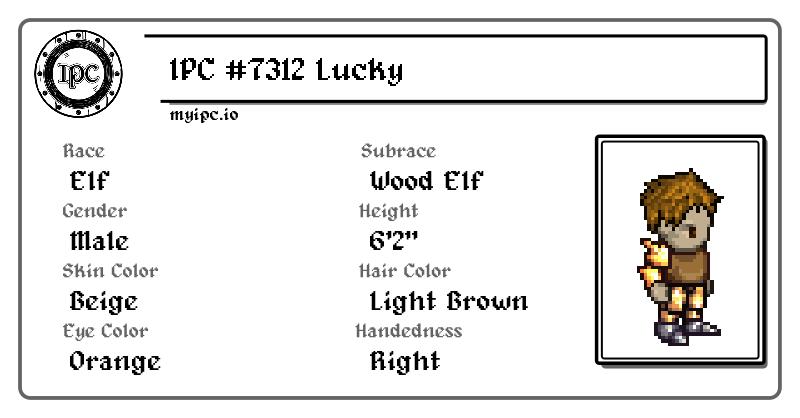 IPC
IPC #7312 Lucky
myipc.io
Race
Subrace
Elf
Wood Elf
Gender
Height
Male
6'2"
Skin Color
Hair Color
Beige
Light Brown
Eye Color
Handedness
Orange
Right